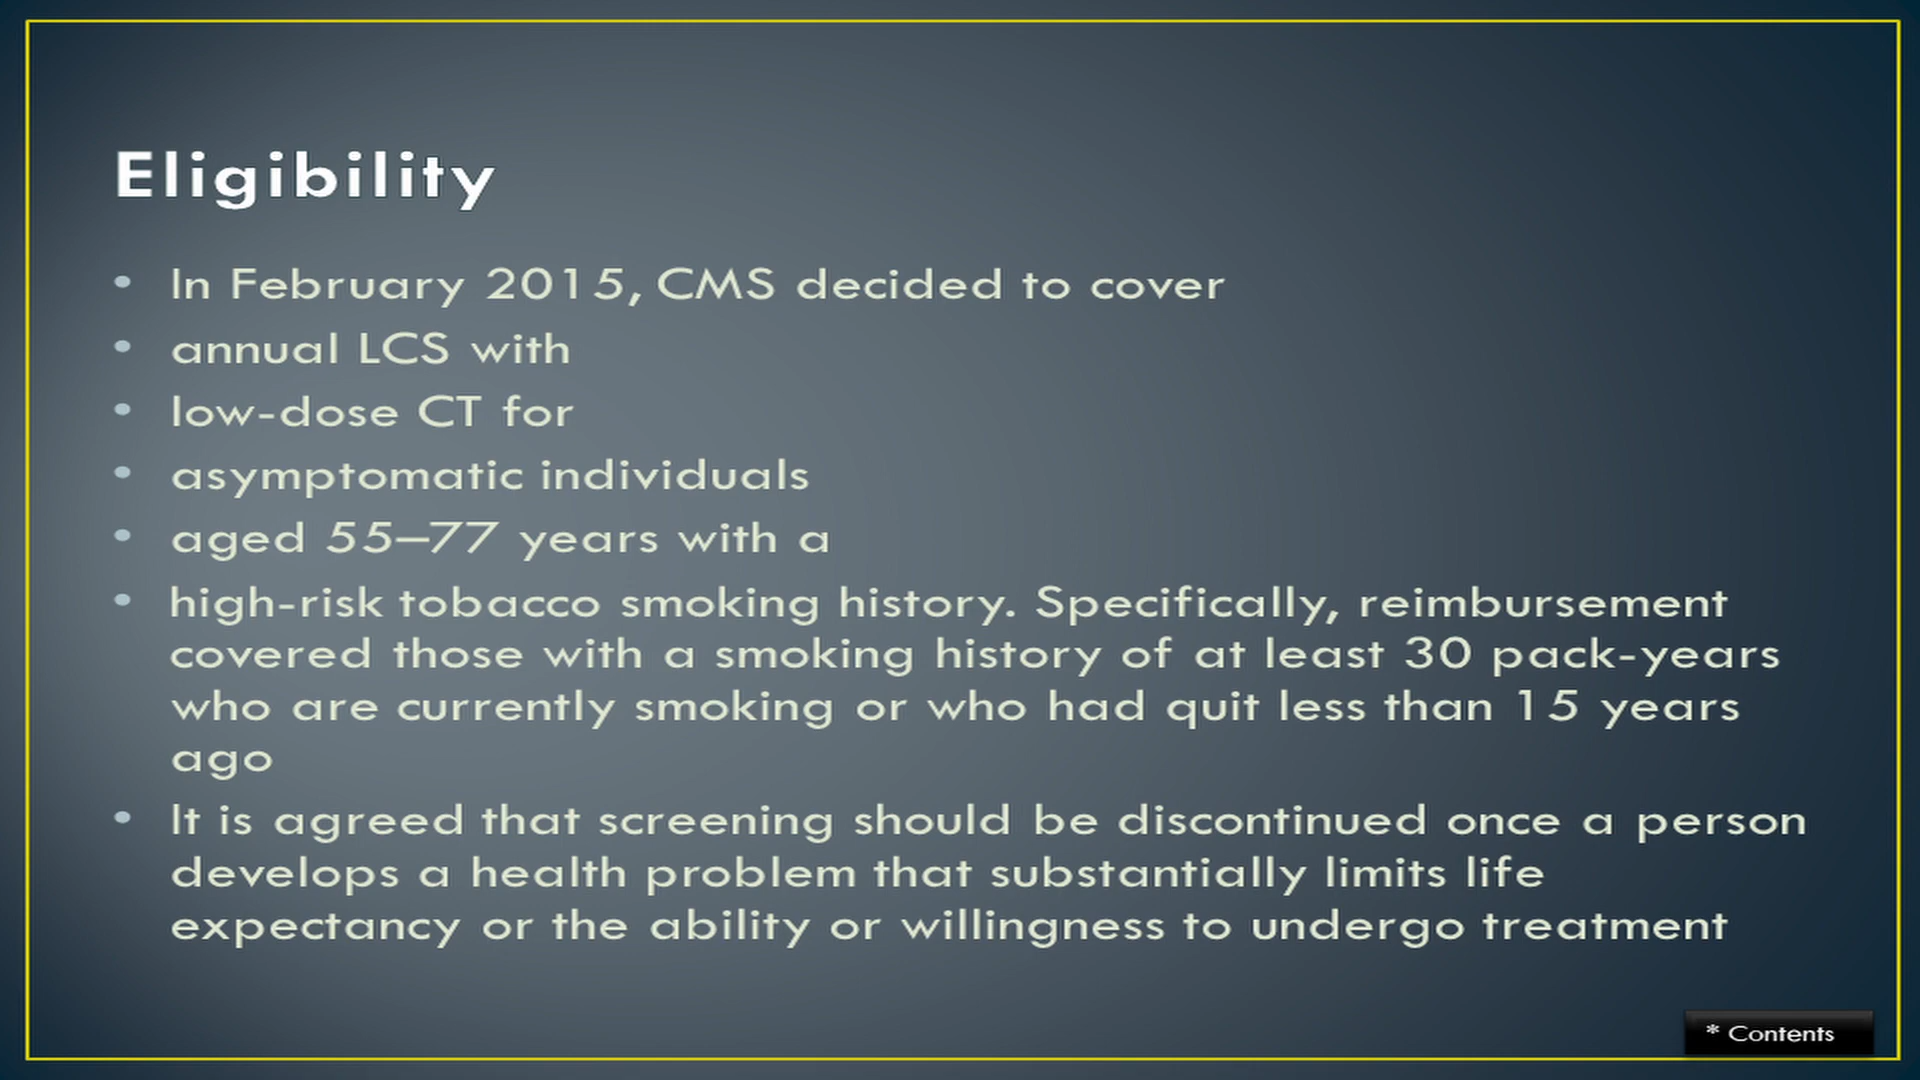 Eligibility
• In February 2015, CMS decided to cover
• annual LCS with
• low-dose CT for
• asymptomatic individuals
• aged 55–77 years with a
• high-risk tobacco smoking history. Specifically, reimbursement
covered those with a smoking history of at least 30 pack-years
who are currently smoking or who had quit less than 15 years
ago
• It is agreed that screening should be discontinued once a person
develops a health problem that substantially limits life
expectancy or the ability or willingness to undergo treatment
* Contents